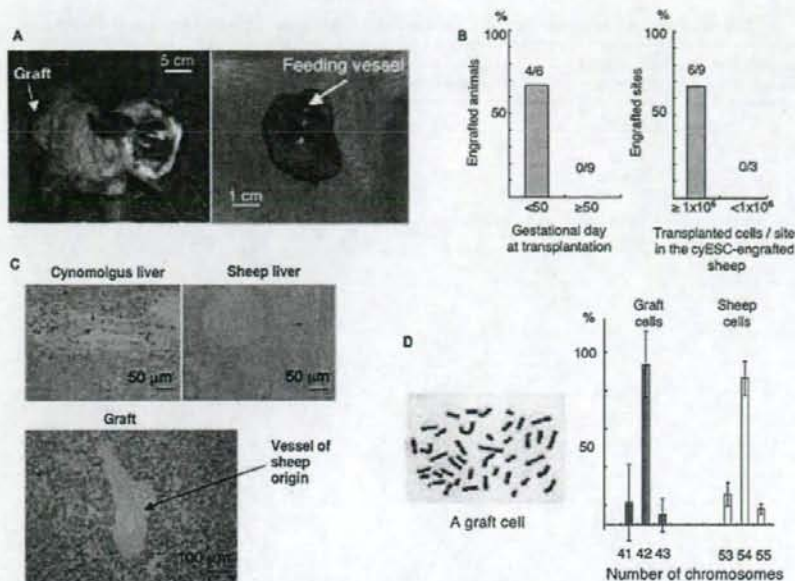 A
Graft
5 cm
Feeding vessel
1 cm
B
%
100
50
Engrafted animals
4/6
0/9
<50
≥50
Gestational day
at transplantation
%
100
50
Engrafted sites
6/9
0/3
≥ 1x10⁶
<1x10⁶
Transplanted cells / site
in the cyESC-engrafted
sheep
C
Cynomolgus liver
Sheep liver
50 μm
50 μm
Graft
Vessel of
sheep
origin
100 μm
D
A graft cell
%
100
50
Graft
cells
Sheep
cells
41
42
43
53
54
55
Number of chromosomes